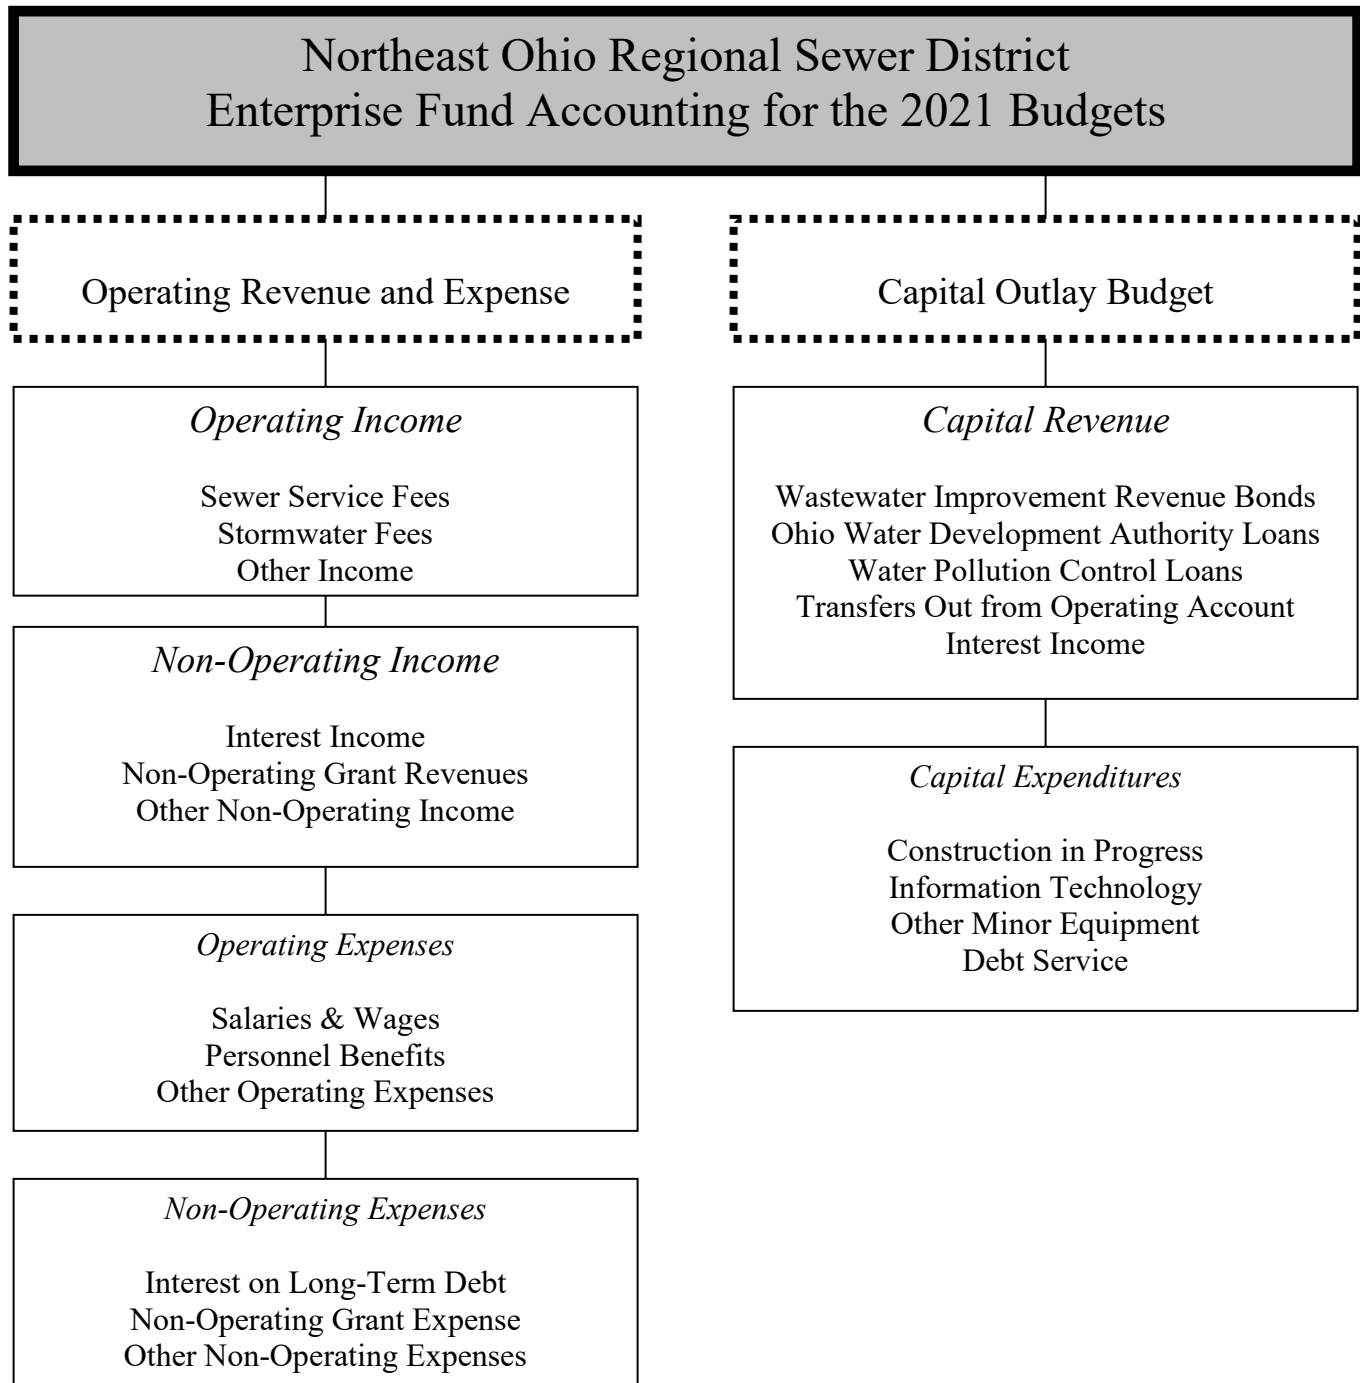 Northeast Ohio Regional Sewer District
Enterprise Fund Accounting for the 2021 Budgets
Operating Revenue and Expense
Operating Income
Sewer Service Fees
Stormwater Fees
Other Income
Non-Operating Income
Interest Income
Non-Operating Grant Revenues
Other Non-Operating Income
Operating Expenses
Salaries & Wages
Personnel Benefits
Other Operating Expenses
Non-Operating Expenses
Interest on Long-Term Debt
Non-Operating Grant Expense
Other Non-Operating Expenses
Capital Outlay Budget
Capital Revenue
Wastewater Improvement Revenue Bonds
Ohio Water Development Authority Loans
Water Pollution Control Loans
Transfers Out from Operating Account
Interest Income
Capital Expenditures
Construction in Progress
Information Technology
Other Minor Equipment
Debt Service